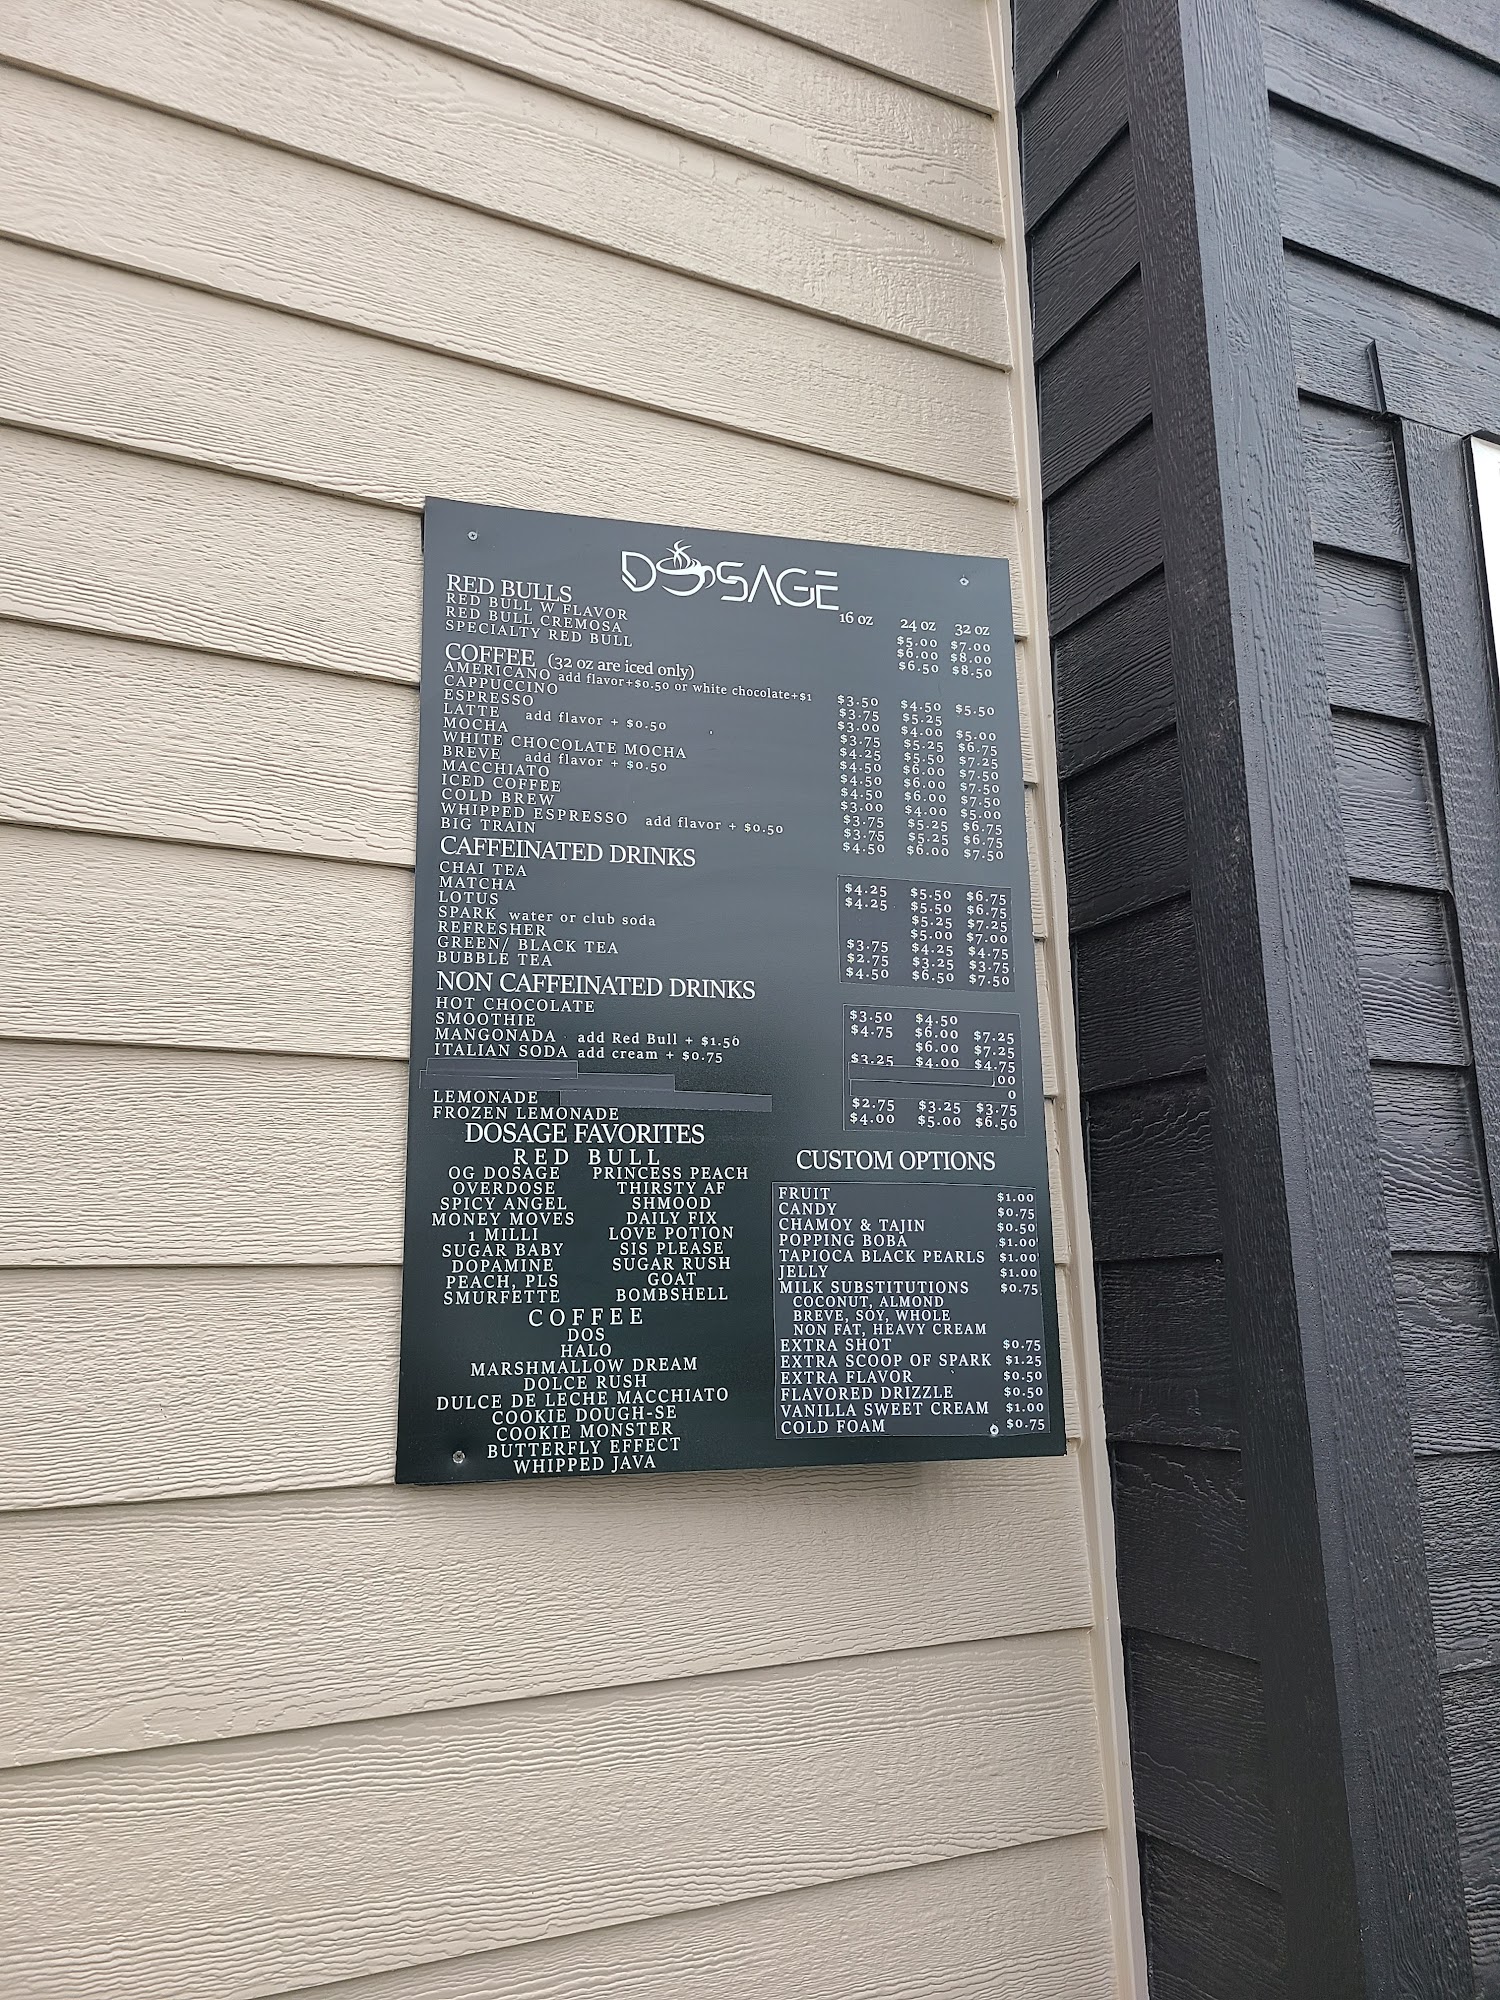 DOSAGE
16 oz 24 oz 32 oz
RED BULLS
RED BULL W FLAVOR $5.00 $7.00
RED BULL CREMOSA $6.00 $8.00
SPECIALTY RED BULL $6.50 $8.50
COFFEE (32 oz are iced only)
AMERICANO add flavor+$0.50 or white chocolate+$1 $3.50 $4.50 $5.50
CAPPUCCINO $3.75 $5.25
ESPRESSO $3.00 $4.00 $5.00
LATTE add flavor + $0.50 $3.75 $5.25 $6.75
MOCHA $4.25 $5.50 $7.25
WHITE CHOCOLATE MOCHA $4.50 $6.00 $7.50
BREVE add flavor + $0.50 $4.50 $6.00 $7.50
MACCHIATO $4.50 $6.00 $7.50
ICED COFFEE $3.00 $4.00 $5.00
COLD BREW $3.75 $5.25 $6.75
WHIPPED ESPRESSO add flavor + $0.50 $3.75 $5.25 $6.75
BIG TRAIN $4.50 $6.00 $7.50
CAFFEINATED DRINKS
CHAI TEA $4.25 $5.50 $6.75
MATCHA $4.25 $5.50 $6.75
LOTUS $5.25 $7.25
SPARK water or club soda $5.00 $7.00
REFRESHER $3.75 $4.25 $4.75
GREEN/ BLACK TEA $2.75 $3.25 $3.75
BUBBLE TEA $4.50 $6.50 $7.50
NON CAFFEINATED DRINKS
HOT CHOCOLATE $3.50 $4.50
SMOOTHIE $4.75 $6.00 $7.25
MANGONADA add Red Bull + $1.50 $6.00 $7.25
ITALIAN SODA add cream + $0.75 $3.25 $4.00 $4.75
00
0
LEMONADE $2.75 $3.25 $3.75
FROZEN LEMONADE $4.00 $5.00 $6.50
DOSAGE FAVORITES
RED BULL
OG DOSAGE PRINCESS PEACH
OVERDOSE THIRSTY AF
SPICY ANGEL SHMOOD
MONEY MOVES DAILY FIX
1 MILLI LOVE POTION
SUGAR BABY SIS PLEASE
DOPAMINE SUGAR RUSH
PEACH, PLS GOAT
SMURFETTE BOMBSHELL
COFFEE
DOS
HALO
MARSHMALLOW DREAM
DOLCE RUSH
DULCE DE LECHE MACCHIATO
COOKIE DOUGH-SE
COOKIE MONSTER
BUTTERFLY EFFECT
WHIPPED JAVA
CUSTOM OPTIONS
FRUIT $1.00
CANDY $0.75
CHAMOY & TAJIN $0.50
POPPING BOBA $1.00
TAPIOCA BLACK PEARLS $1.00
JELLY $1.00
MILK SUBSTITUTIONS $0.75
COCONUT, ALMOND
BREVE, SOY, WHOLE
NON FAT, HEAVY CREAM
EXTRA SHOT $0.75
EXTRA SCOOP OF SPARK $1.25
EXTRA FLAVOR $0.50
FLAVORED DRIZZLE $0.50
VANILLA SWEET CREAM $1.00
COLD FOAM $0.75